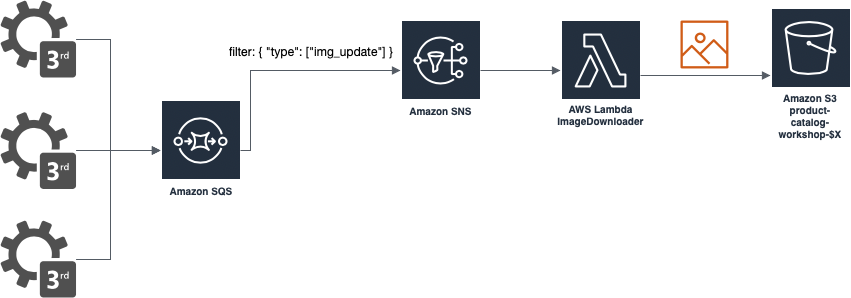 3rd
filter: { "type": ["img_update"] }
Amazon SNS
AWS Lambda
ImageDownloader
Amazon S3
product-
catalog-
workshop-$X
3rd
Amazon SQS
3rd